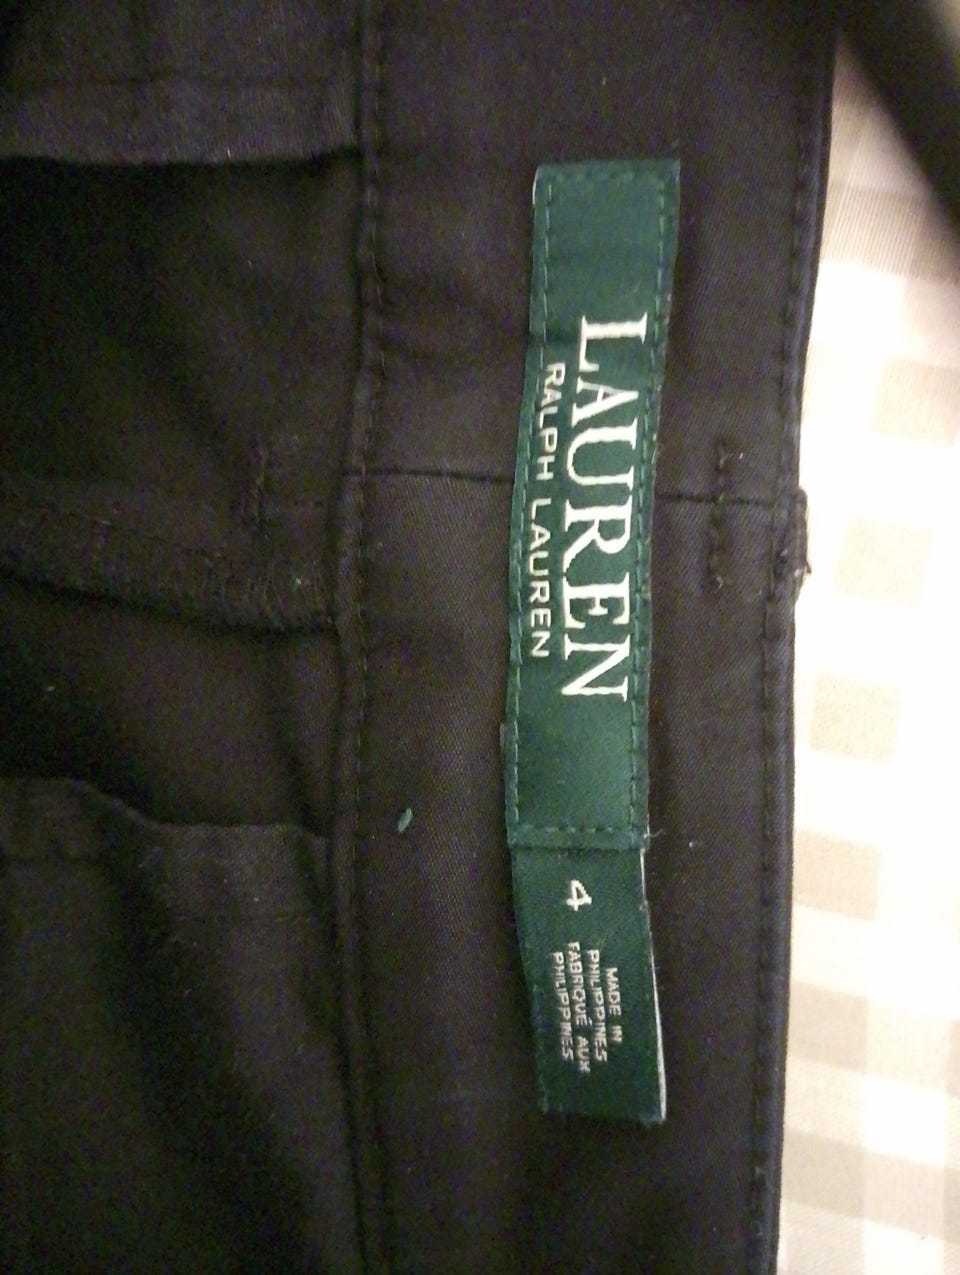 LAUREN
RALPH LAUREN
4
MADE IN
PHILIPPINES
FABRIQUÉ AUX
PHILIPPINES